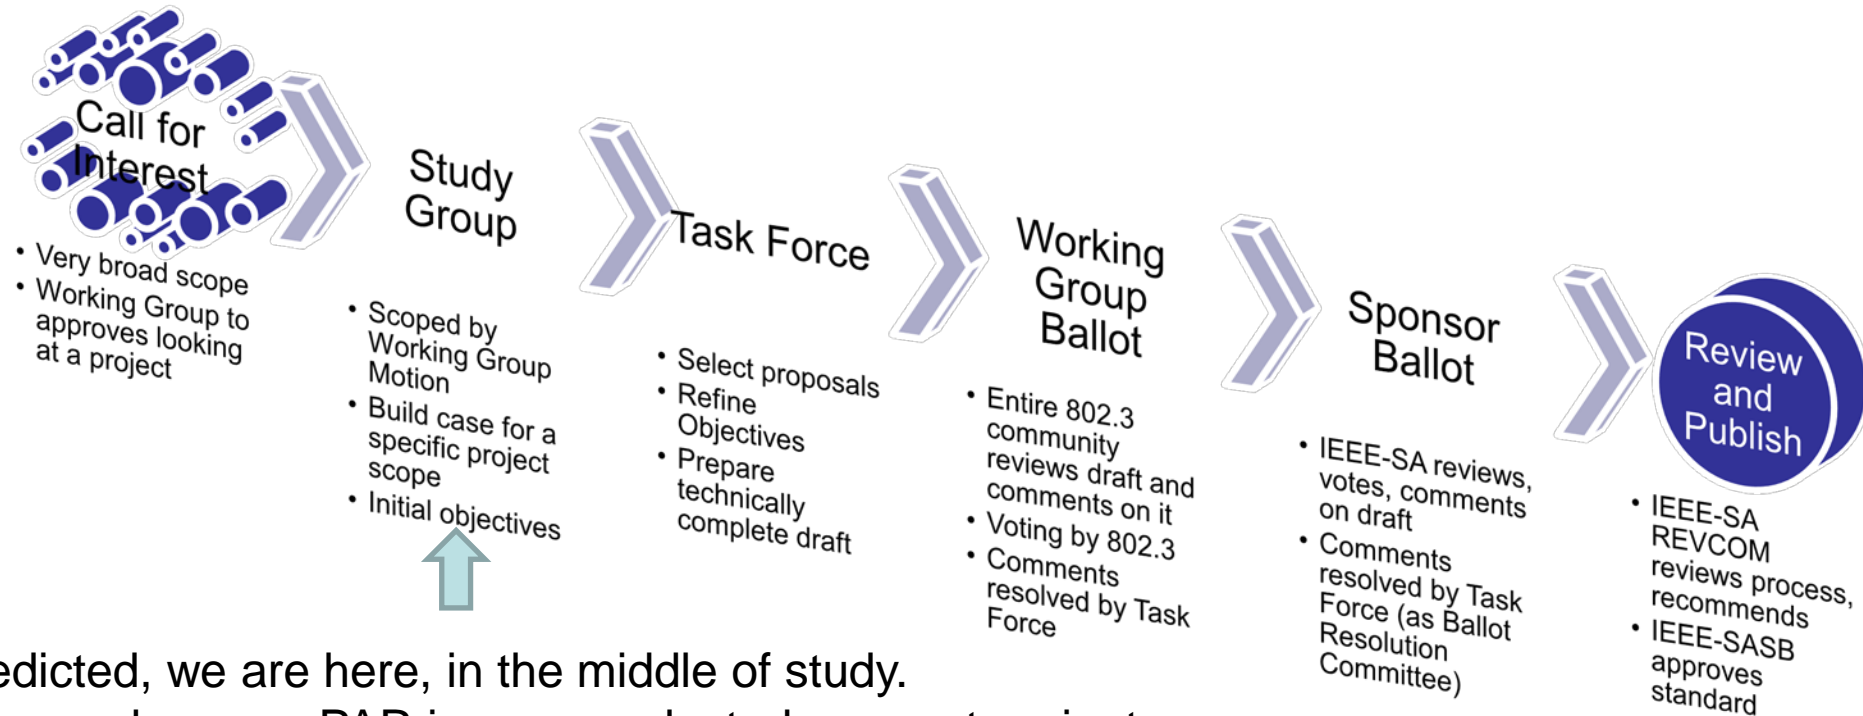 Call for
Interest
• Very broad scope
• Working Group to
approves looking
at a project
Study
Group
• Scoped by
Working Group
Motion
• Build case for a
specific project
scope
• Initial objectives
Task Force
• Select proposals
• Refine
Objectives
• Prepare
technically
complete draft
Working
Group
Ballot
• Entire 802.3
community
reviews draft and
comments on it
• Voting by 802.3
• Comments
resolved by Task
Force
Sponsor
Ballot
• IEEE-SA reviews,
votes, comments
on draft
• Comments
resolved by Task
Force (as Ballot
Resolution
Committee)
Review
and
Publish
• IEEE-SA
REVCOM
reviews process,
recommends
• IEEE-SASB
approves
standard
edicted, we are here, in the middle of study.